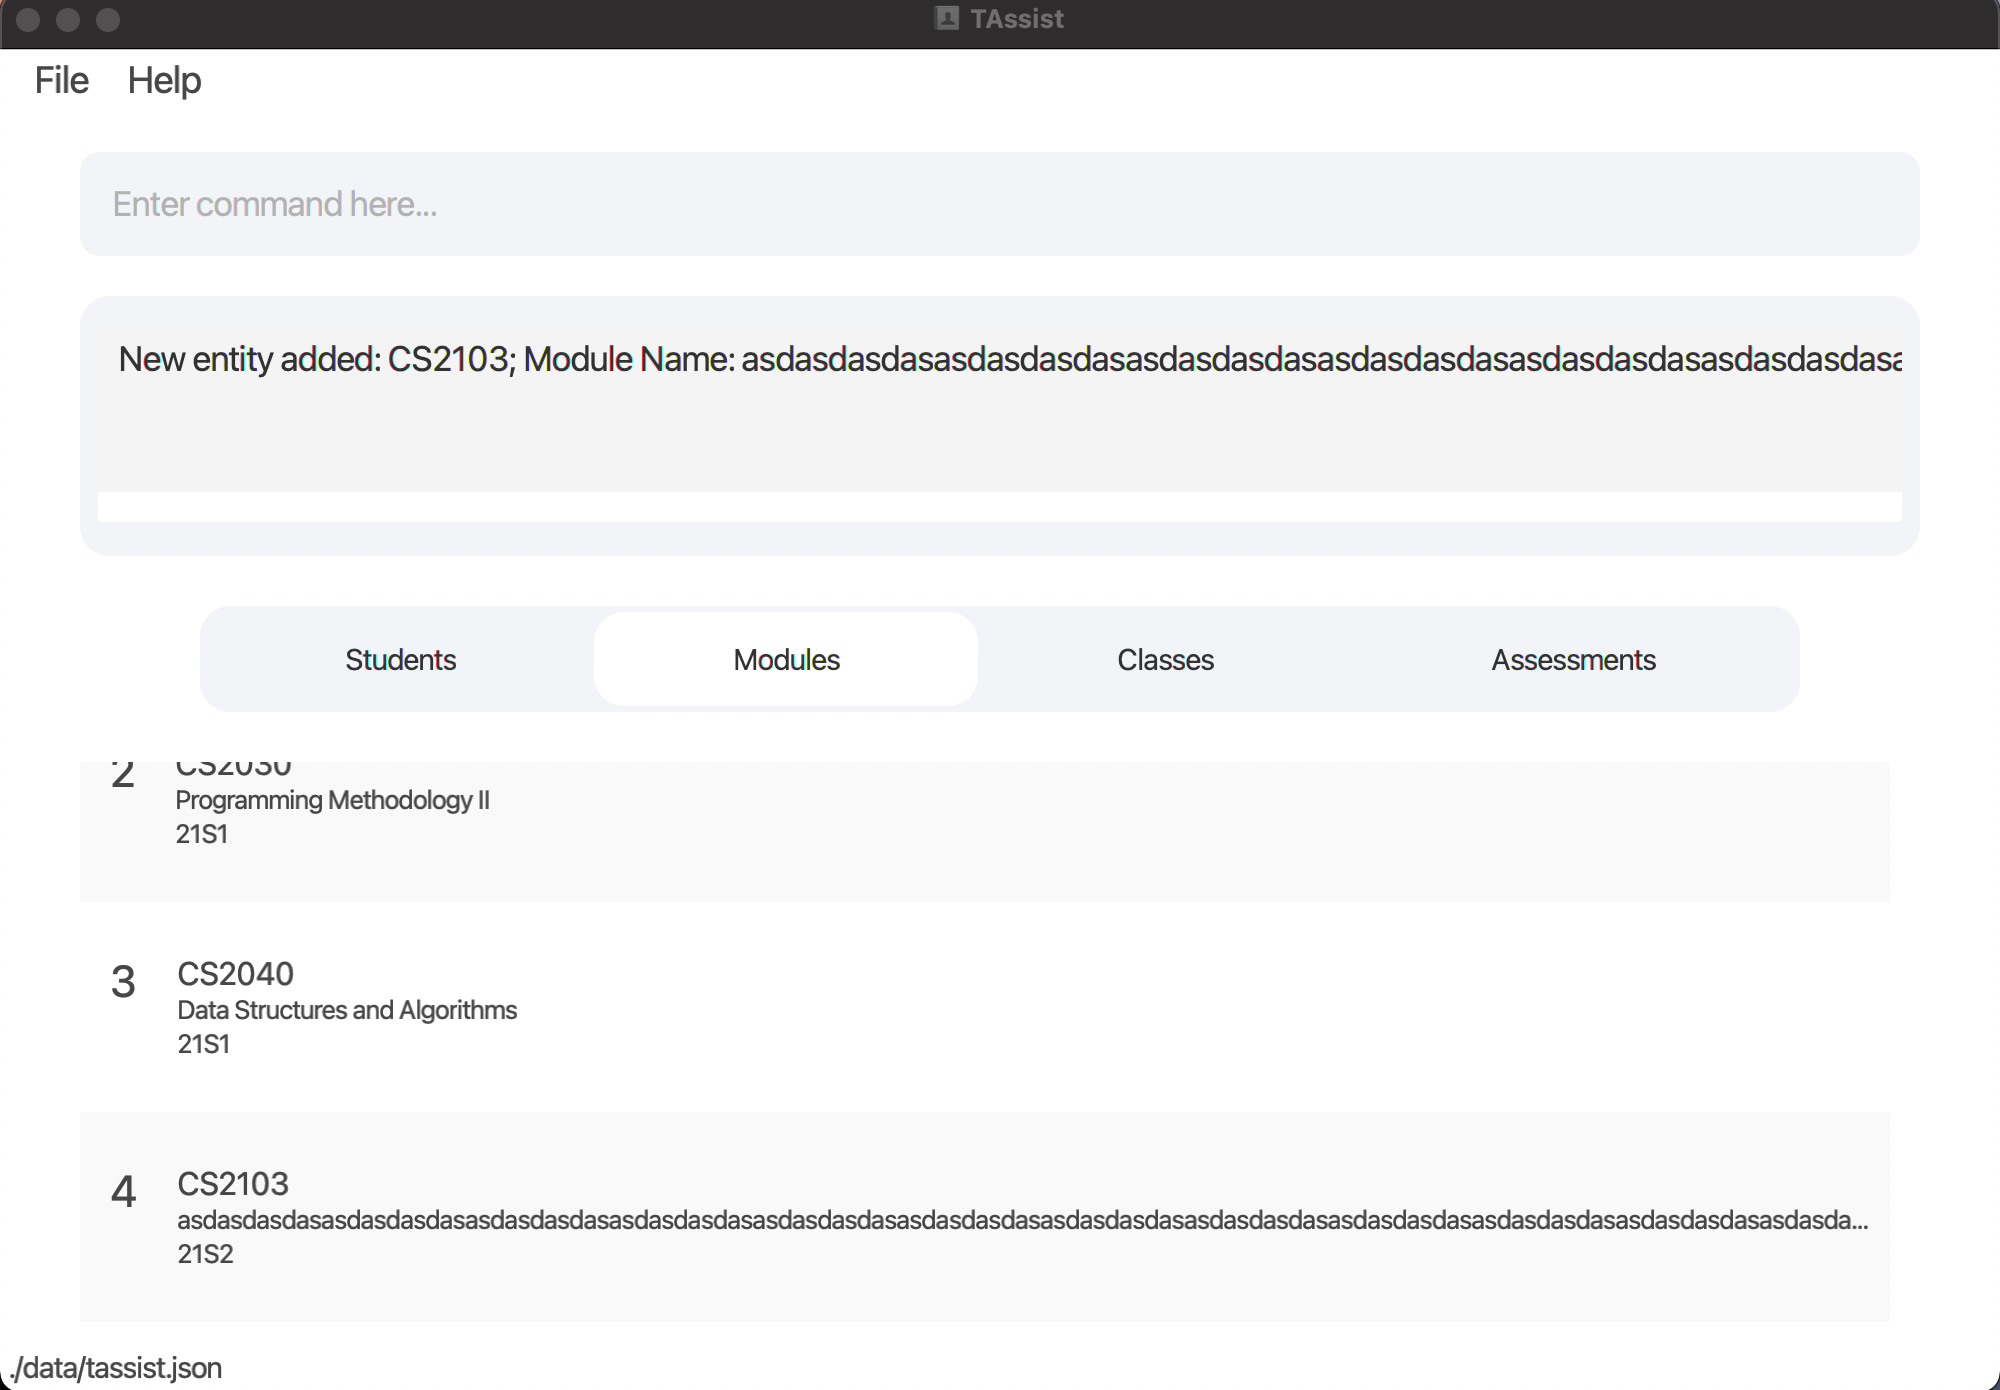 TAssist
File Help
Enter command here...
New entity added: CS2103; Module Name: asdasdasdasasdasdasdasasdasdasdasasdasdasdasasdasdasdasasdasdasdasa
Students Modules Classes Assessments
2 CS2030
Programming Methodology II
21S1
3 CS2040
Data Structures and Algorithms
21S1
4 CS2103
asdasdasdasasdasdasdasasdasdasdasasdasdasdasasdasdasdasasdasdasdasasdasdasdasasdasdasdasasdasdasdasasdasdasdasasdasdasdasasdasda...
21S2
./data/tassist.json